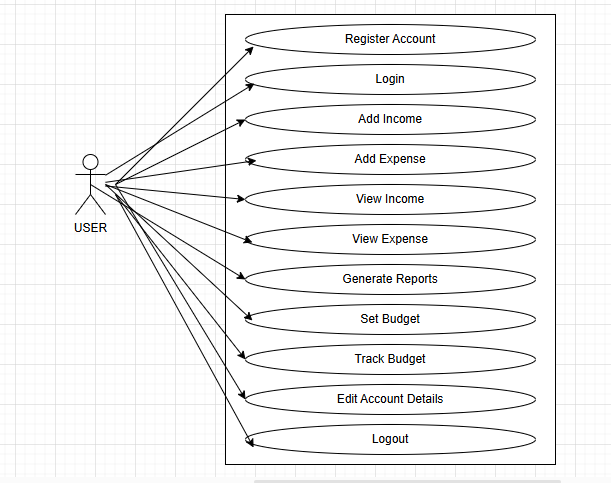 Register Account
Login
Add Income
Add Expense
View Income
USER
View Expense
Generate Reports
Set Budget
Track Budget
Edit Account Details
Logout